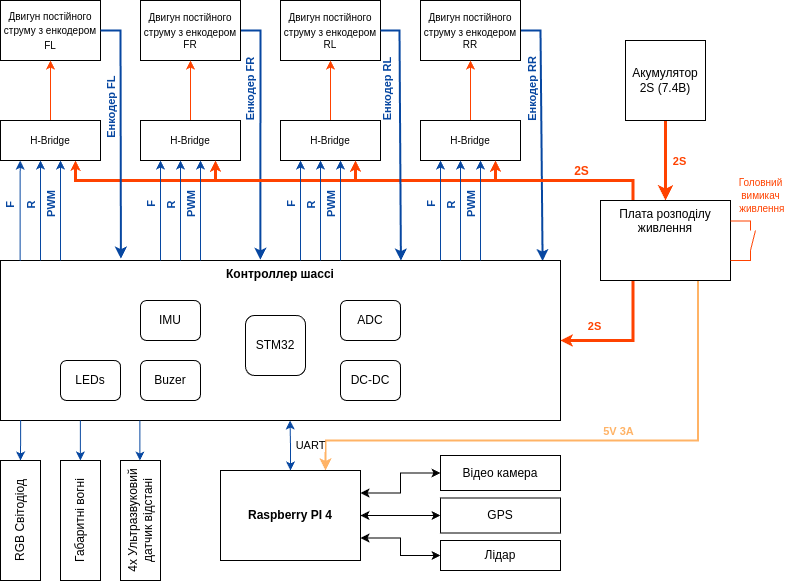 Двигун постійного
струму з енкодером
FL
Двигун постійного
струму з енкодером
FR
Двигун постійного
струму з енкодером
RL
Двигун постійного
струму з енкодером
RR
Енкодер FL
Енкодер FR
Енкодер RL
Енкодер RR
Акумулятор
2S (7.4В)
H-Bridge
H-Bridge
H-Bridge
H-Bridge
2S
2S
F
R
PWM
F
R
PWM
F
R
PWM
F
R
PWM
Головний
вимикач
живлення
Плата розподілу
живлення
Контроллер шассі
IMU
ADC
STM32
LEDs
Buzer
DC-DC
2S
5V 3A
UART
RGB Світодіод
Габаритні вогні
4x Ультразвуковий
датчик відстані
Raspberry PI 4
Відео камера
GPS
Лідар